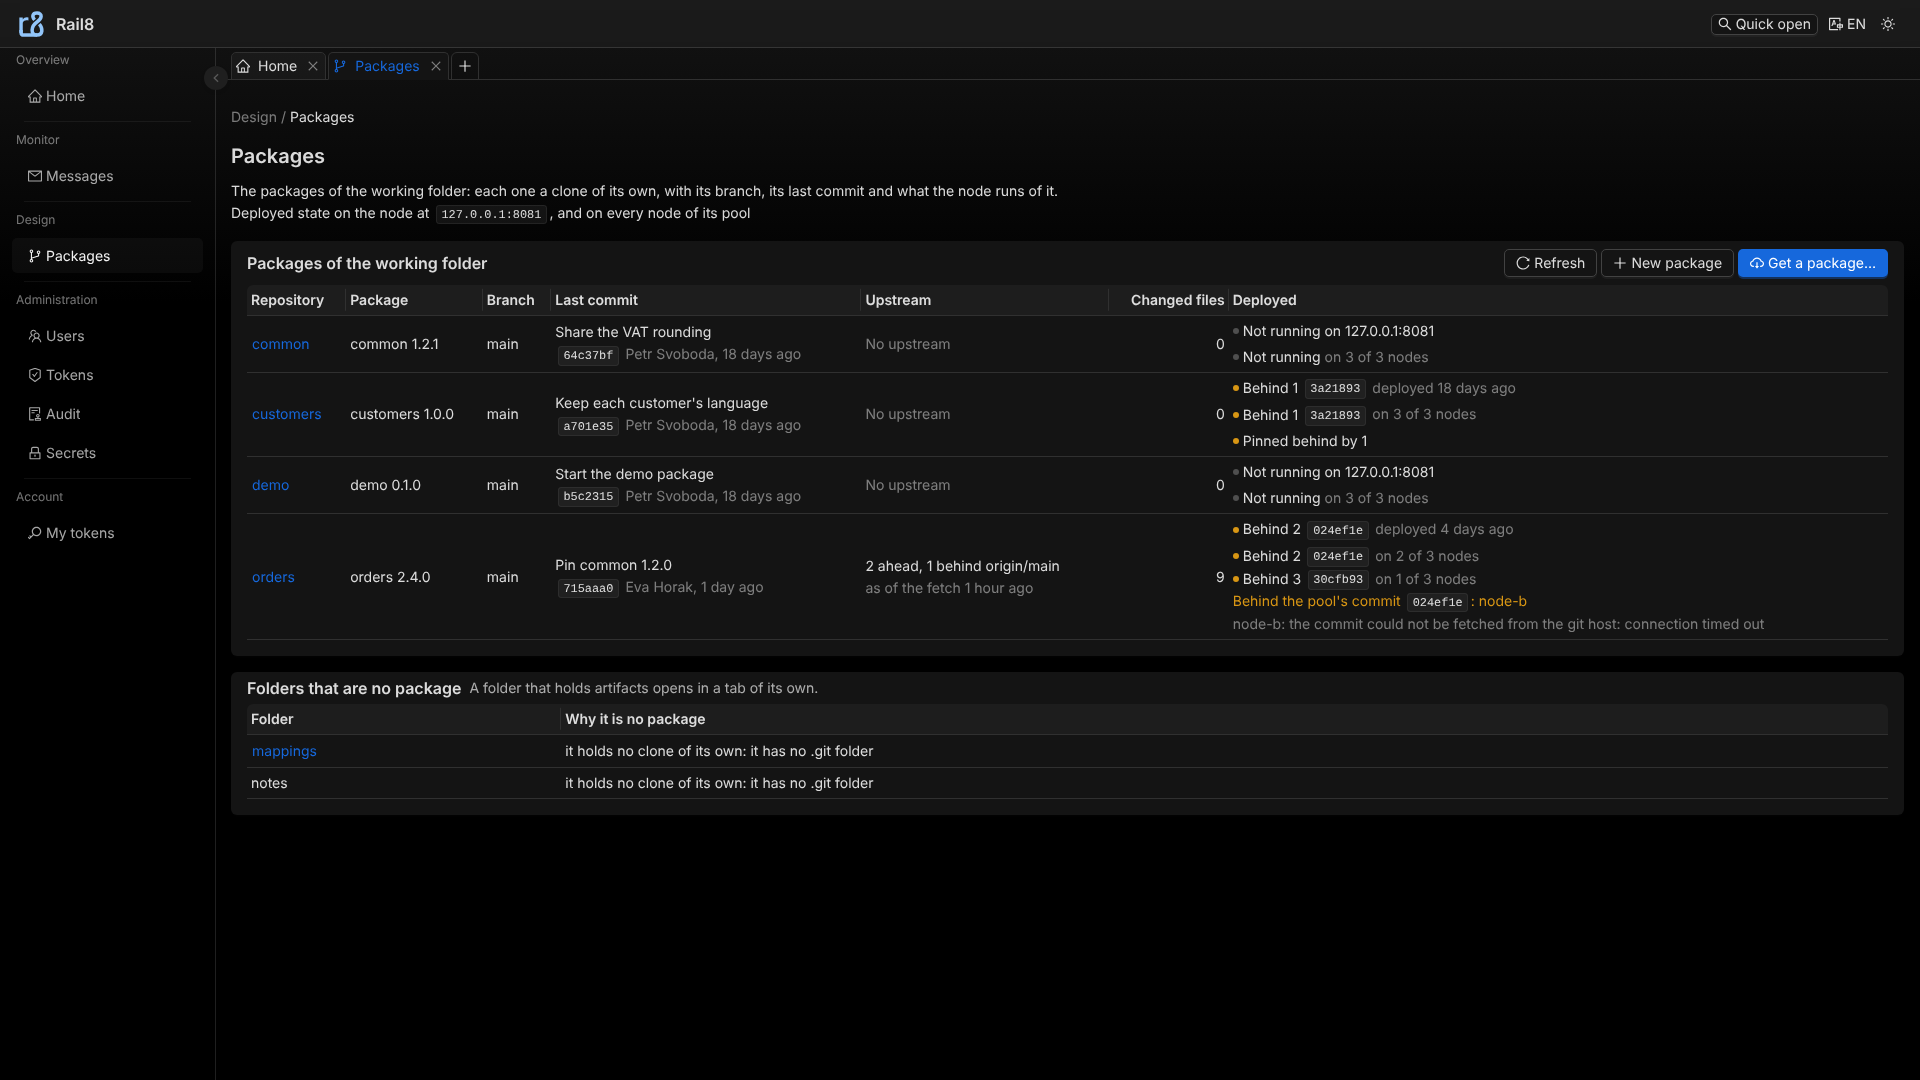 Rail8
Quick open
EN
Overview
Home
Monitor
Messages
Design
Packages
Administration
Users
Tokens
Audit
Secrets
Account
My tokens
Home
Packages
Design / Packages
Packages
The packages of the working folder: each one a clone of its own, with its branch, its last commit and what the node runs of it.
Deployed state on the node at 127.0.0.1:8081 , and on every node of its pool
Packages of the working folder
Refresh
New package
Get a package...
Repository Package Branch Last commit Upstream Changed files Deployed
common common 1.2.1 main Share the VAT rounding No upstream 0 Not running on 127.0.0.1:8081
64c37bf Petr Svoboda, 18 days ago Not running on 3 of 3 nodes
customers customers 1.0.0 main Keep each customer's language No upstream 0 Behind 1 3a21893 deployed 18 days ago
a701e35 Petr Svoboda, 18 days ago Behind 1 3a21893 on 3 of 3 nodes
Pinned behind by 1
demo demo 0.1.0 main Start the demo package No upstream 0 Not running on 127.0.0.1:8081
b5c2315 Petr Svoboda, 18 days ago Not running on 3 of 3 nodes
orders orders 2.4.0 main Pin common 1.2.0 2 ahead, 1 behind origin/main 9 Behind 2 024ef1e deployed 4 days ago
715aaa0 Eva Horak, 1 day ago as of the fetch 1 hour ago Behind 2 024ef1e on 2 of 3 nodes
Behind 3 30cfb93 on 1 of 3 nodes
Behind the pool's commit 024ef1e : node-b
node-b: the commit could not be fetched from the git host: connection timed out
Folders that are no package A folder that holds artifacts opens in a tab of its own.
Folder Why it is no package
mappings it holds no clone of its own: it has no .git folder
notes it holds no clone of its own: it has no .git folder